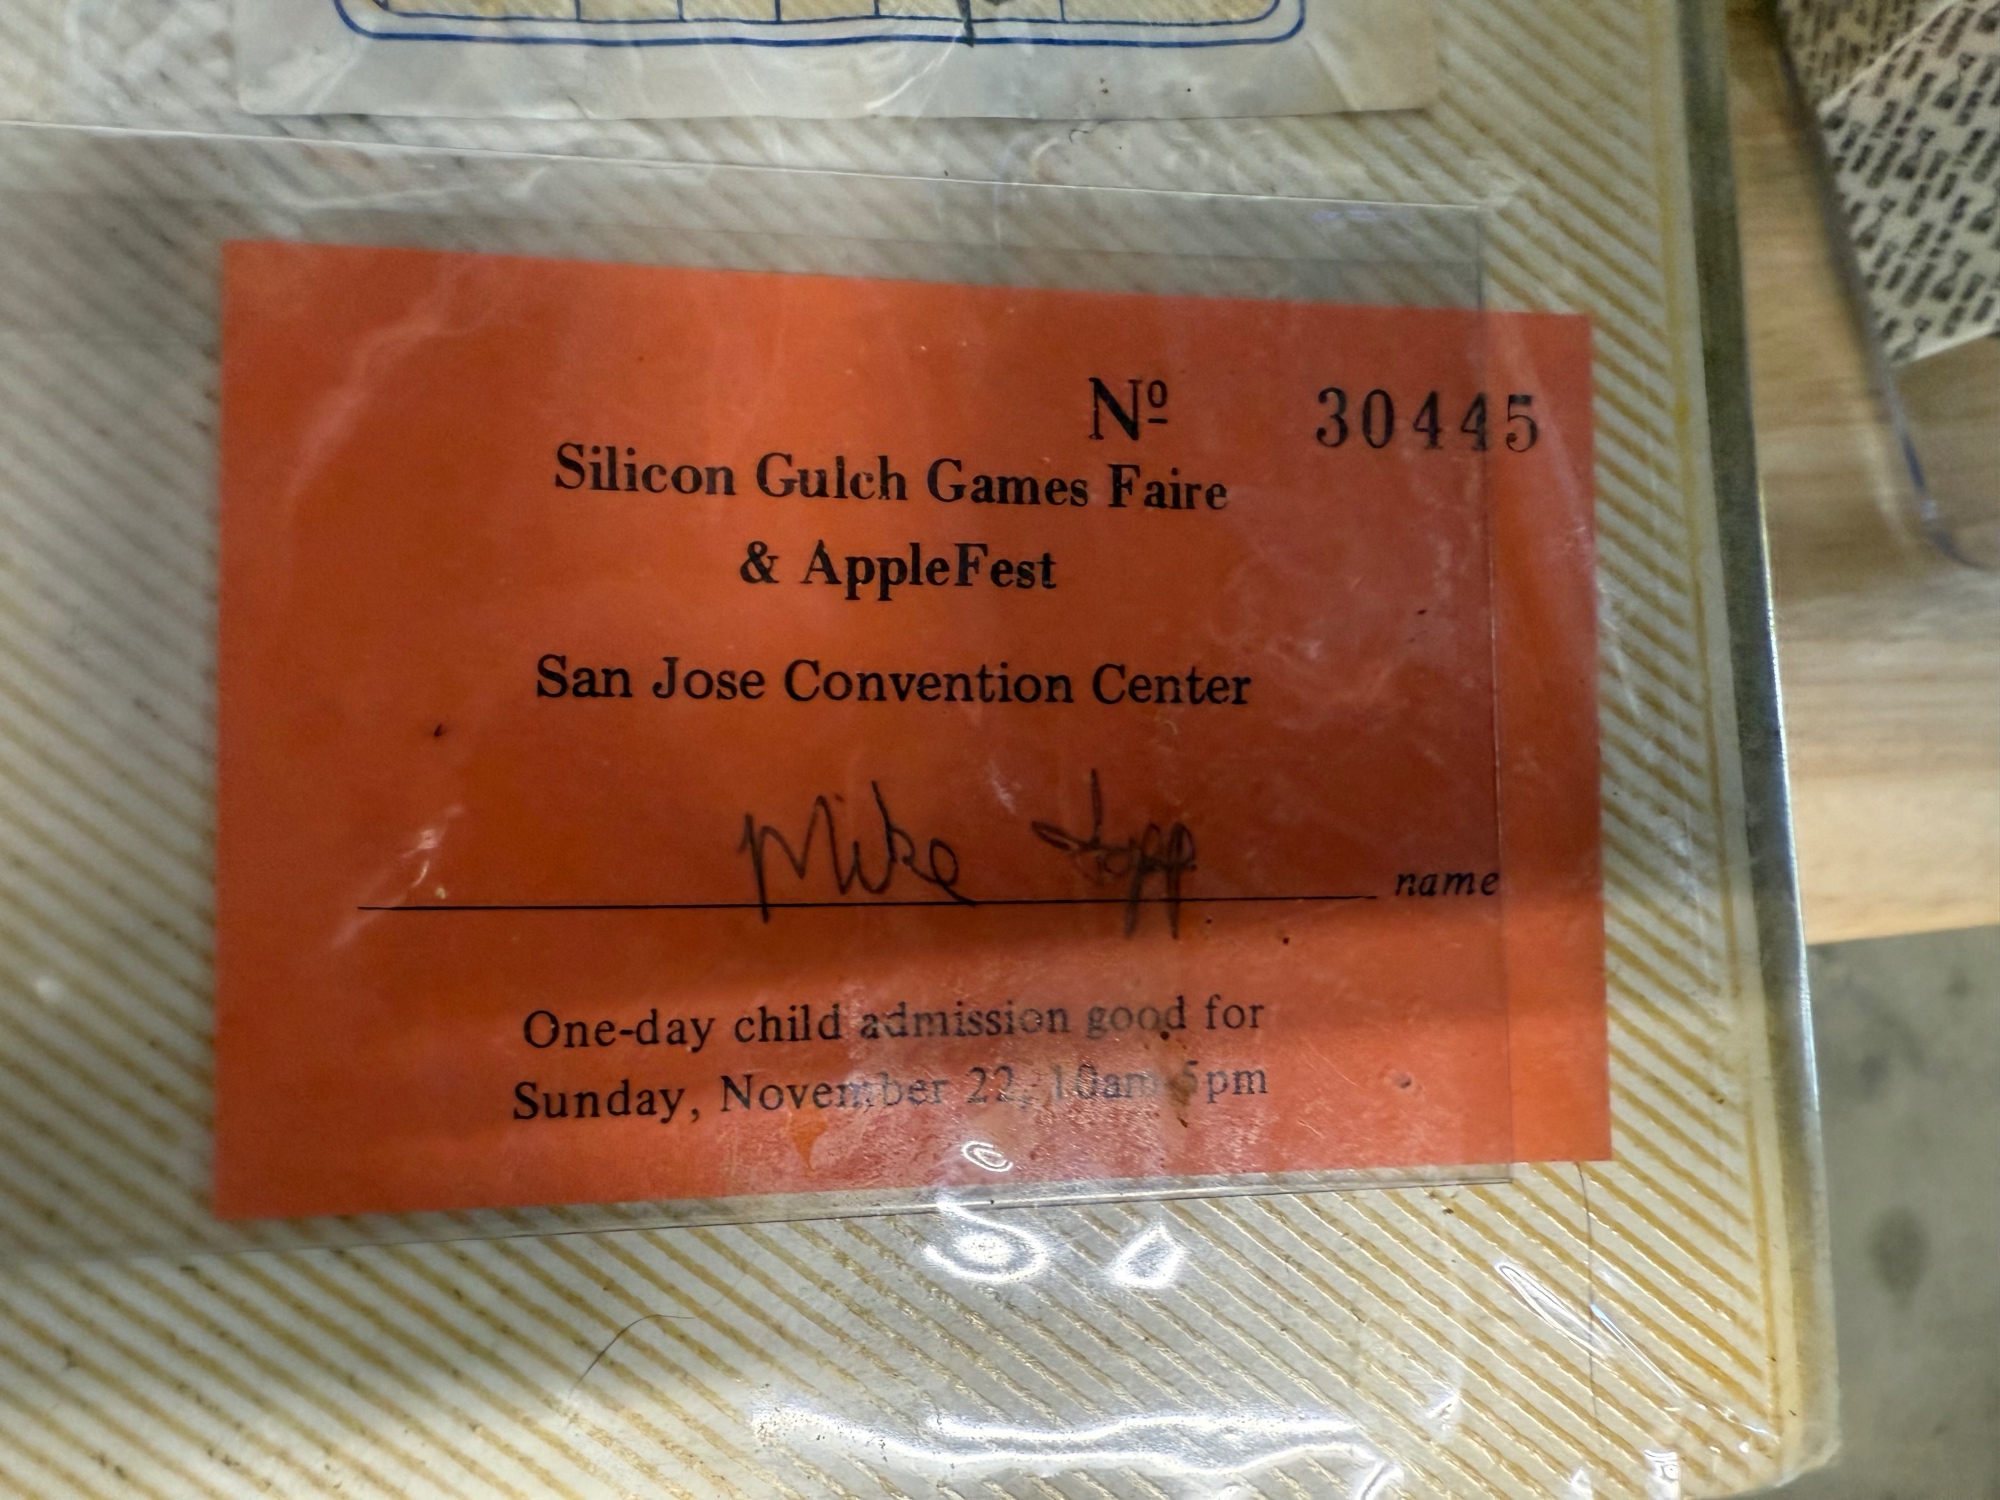 Nº 30445
Silicon Gulch Games Faire
& AppleFest
San Jose Convention Center
Mike
name
One-day child admission good for
Sunday, November 22, 10am-5pm